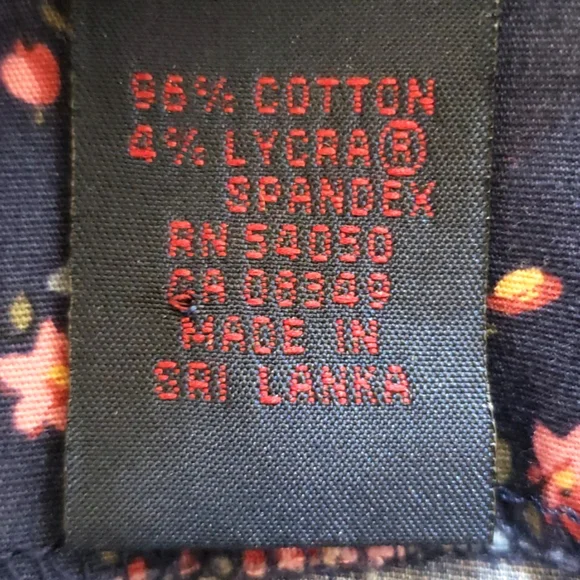 96% COTTON
4% LYCRA®
SPANDEX
RN 54050
CA 08349
MADE IN
SRI LANKA